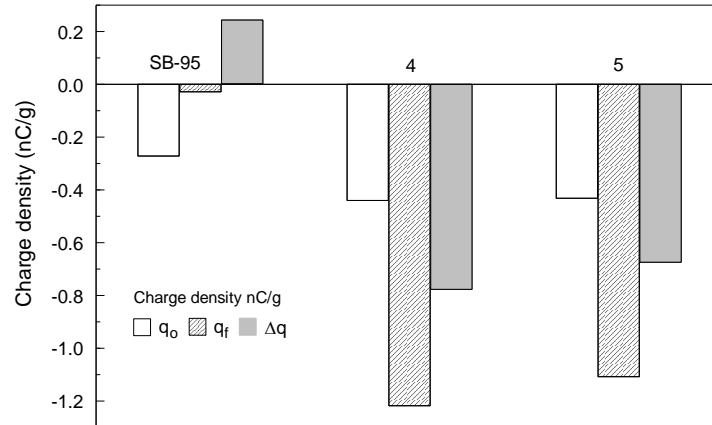 0.2
0.0
-0.2
-0.4
-0.6
-0.8
-1.0
-1.2
Charge density (nC/g)
SB-95
4
5
Charge density nC/g
qo qf Δq